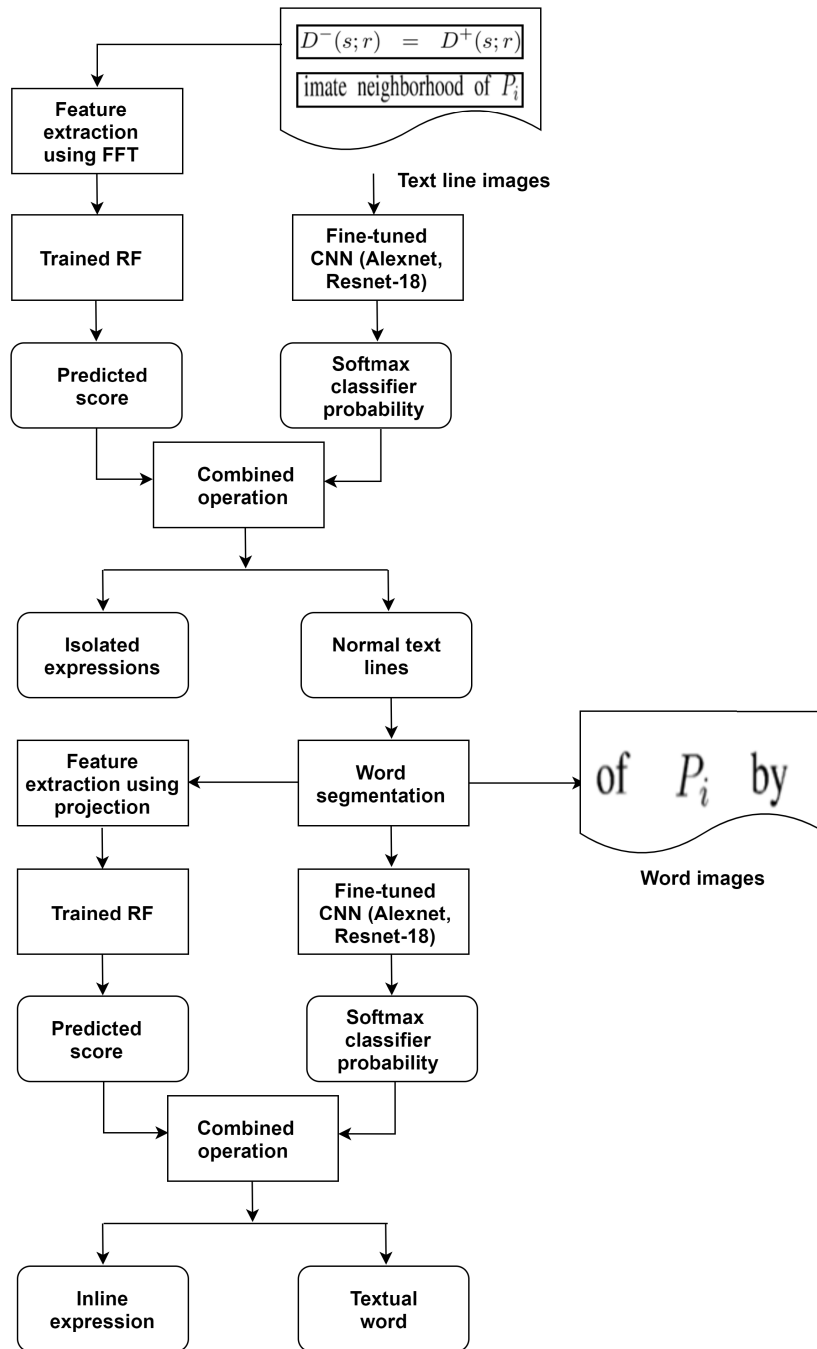 D⁻(s;r) = D⁺(s;r)
imate neighborhood of Pᵢ
Text line images
Feature
extraction
using FFT
Trained RF
Fine-tuned
CNN (Alexnet,
Resnet-18)
Predicted
score
Softmax
classifier
probability
Combined
operation
Isolated
expressions
Normal text
lines
Feature
extraction using
projection
Word
segmentation
of Pᵢ by
Word images
Trained RF
Fine-tuned
CNN (Alexnet,
Resnet-18)
Predicted
score
Softmax
classifier
probability
Combined
operation
Inline
expression
Textual
word